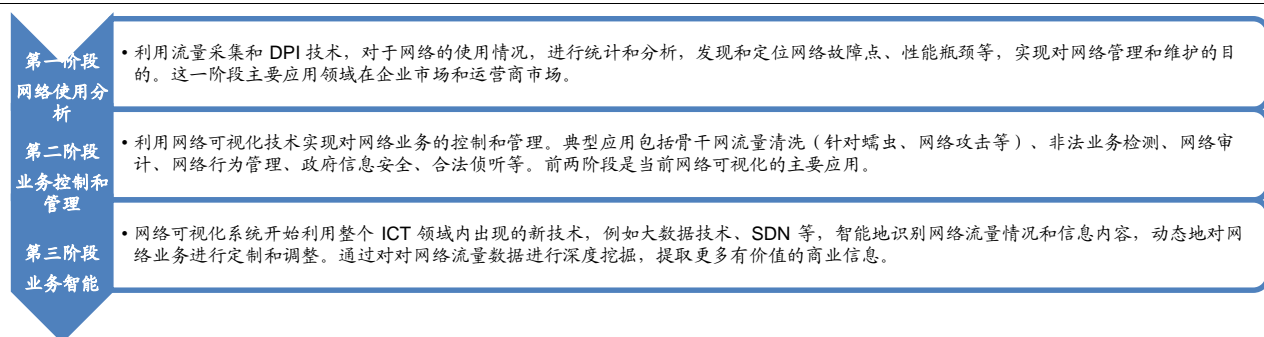 第一阶段
网络使用分
析
• 利用流量采集和 DPI 技术，对于网络的使用情况，进行统计和分析，发现和定位网络故障点、性能瓶颈等，实现对网络管理和维护的目
的。这一阶段主要应用领域在企业市场和运营商市场。
第二阶段
业务控制和
管理
• 利用网络可视化技术实现对网络业务的控制和管理。典型应用包括骨干网流量清洗（针对蠕虫、网络攻击等）、非法业务检测、网络审
计、网络行为管理、政府信息安全、合法侦听等。前两阶段是当前网络可视化的主要应用。
第三阶段
业务智能
• 网络可视化系统开始利用整个 ICT 领域内出现的新技术，例如大数据技术、SDN 等，智能地识别网络流量情况和信息内容，动态地对网
络业务进行定制和调整。通过对对网络流量数据进行深度挖掘，提取更多有价值的商业信息。